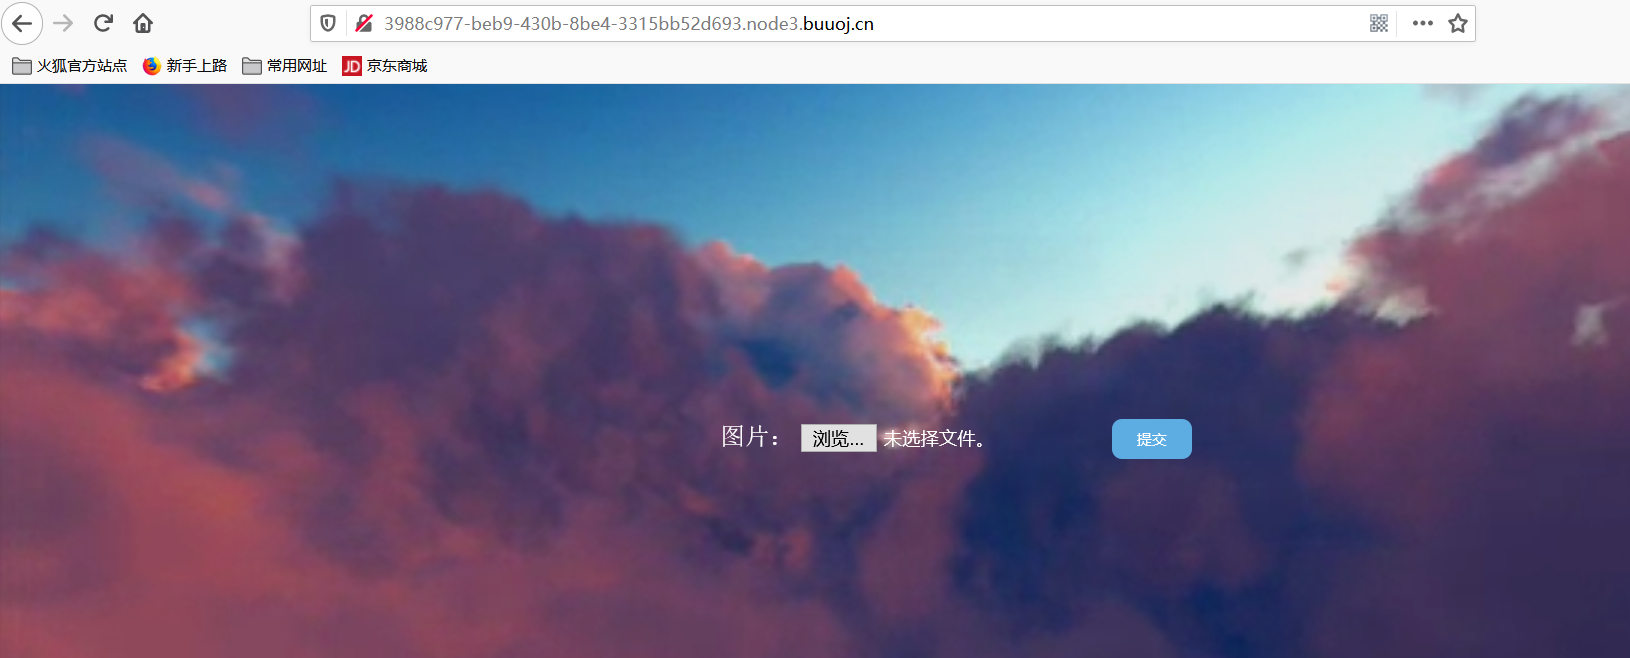 3988c977-beb9-430b-8be4-3315bb52d693.node3.buuoj.cn
火狐官方站点 新手上路 常用网址 JD 京东商城
图片： 浏览... 未选择文件。 提交